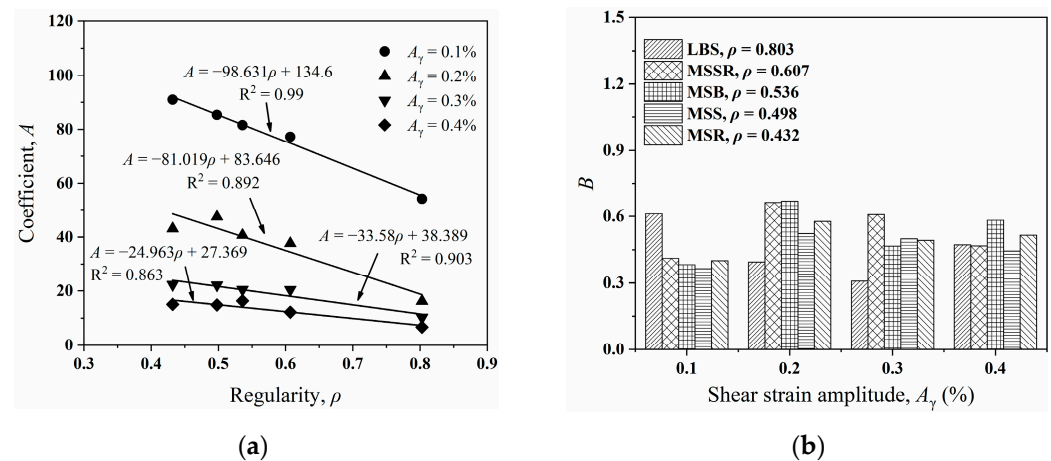 120
100
80
60
40
20
0
Coefficient, A
A = −98.631ρ + 134.6
R² = 0.99
Aγ = 0.1%
Aγ = 0.2%
Aγ = 0.3%
Aγ = 0.4%
A = −81.019ρ + 83.646
R² = 0.892
A = −33.58ρ + 38.389
R² = 0.903
A = −24.963ρ + 27.369
R² = 0.863
0.3 0.4 0.5 0.6 0.7 0.8 0.9
Regularity, ρ
(a)
1.5
1.2
0.9
0.6
0.3
0.0
B
LBS, ρ = 0.803
MSSR, ρ = 0.607
MSB, ρ = 0.536
MSS, ρ = 0.498
MSR, ρ = 0.432
0.1 0.2 0.3 0.4
Shear strain amplitude, Aγ (%)
(b)